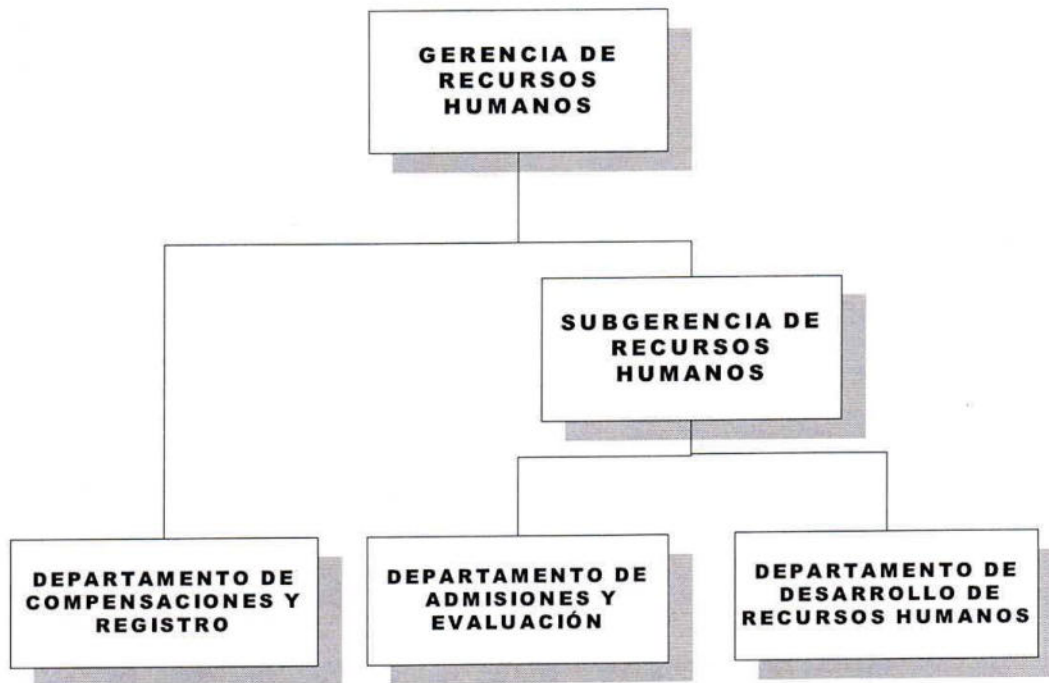 GERENCIA DE
RECURSOS
HUMANOS
SUBGERENCIA DE
RECURSOS
HUMANOS
DEPARTAMENTO DE
COMPENSACIONES Y
REGISTRO
DEPARTAMENTO DE
ADMISIONES Y
EVALUACIÓN
DEPARTAMENTO DE
DESARROLLO DE
RECURSOS HUMANOS